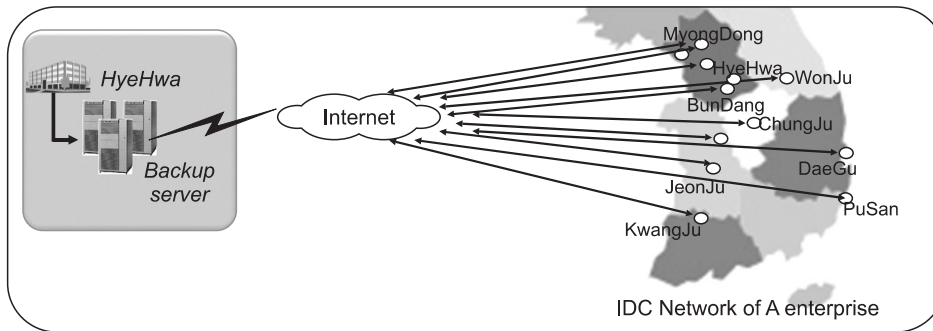 HyeHwa
Backup
server
Internet
MyongDong
HyeHwa
WonJu
BunDang
ChungJu
DaeGu
JeonJu
PuSan
KwangJu
IDC Network of A enterprise